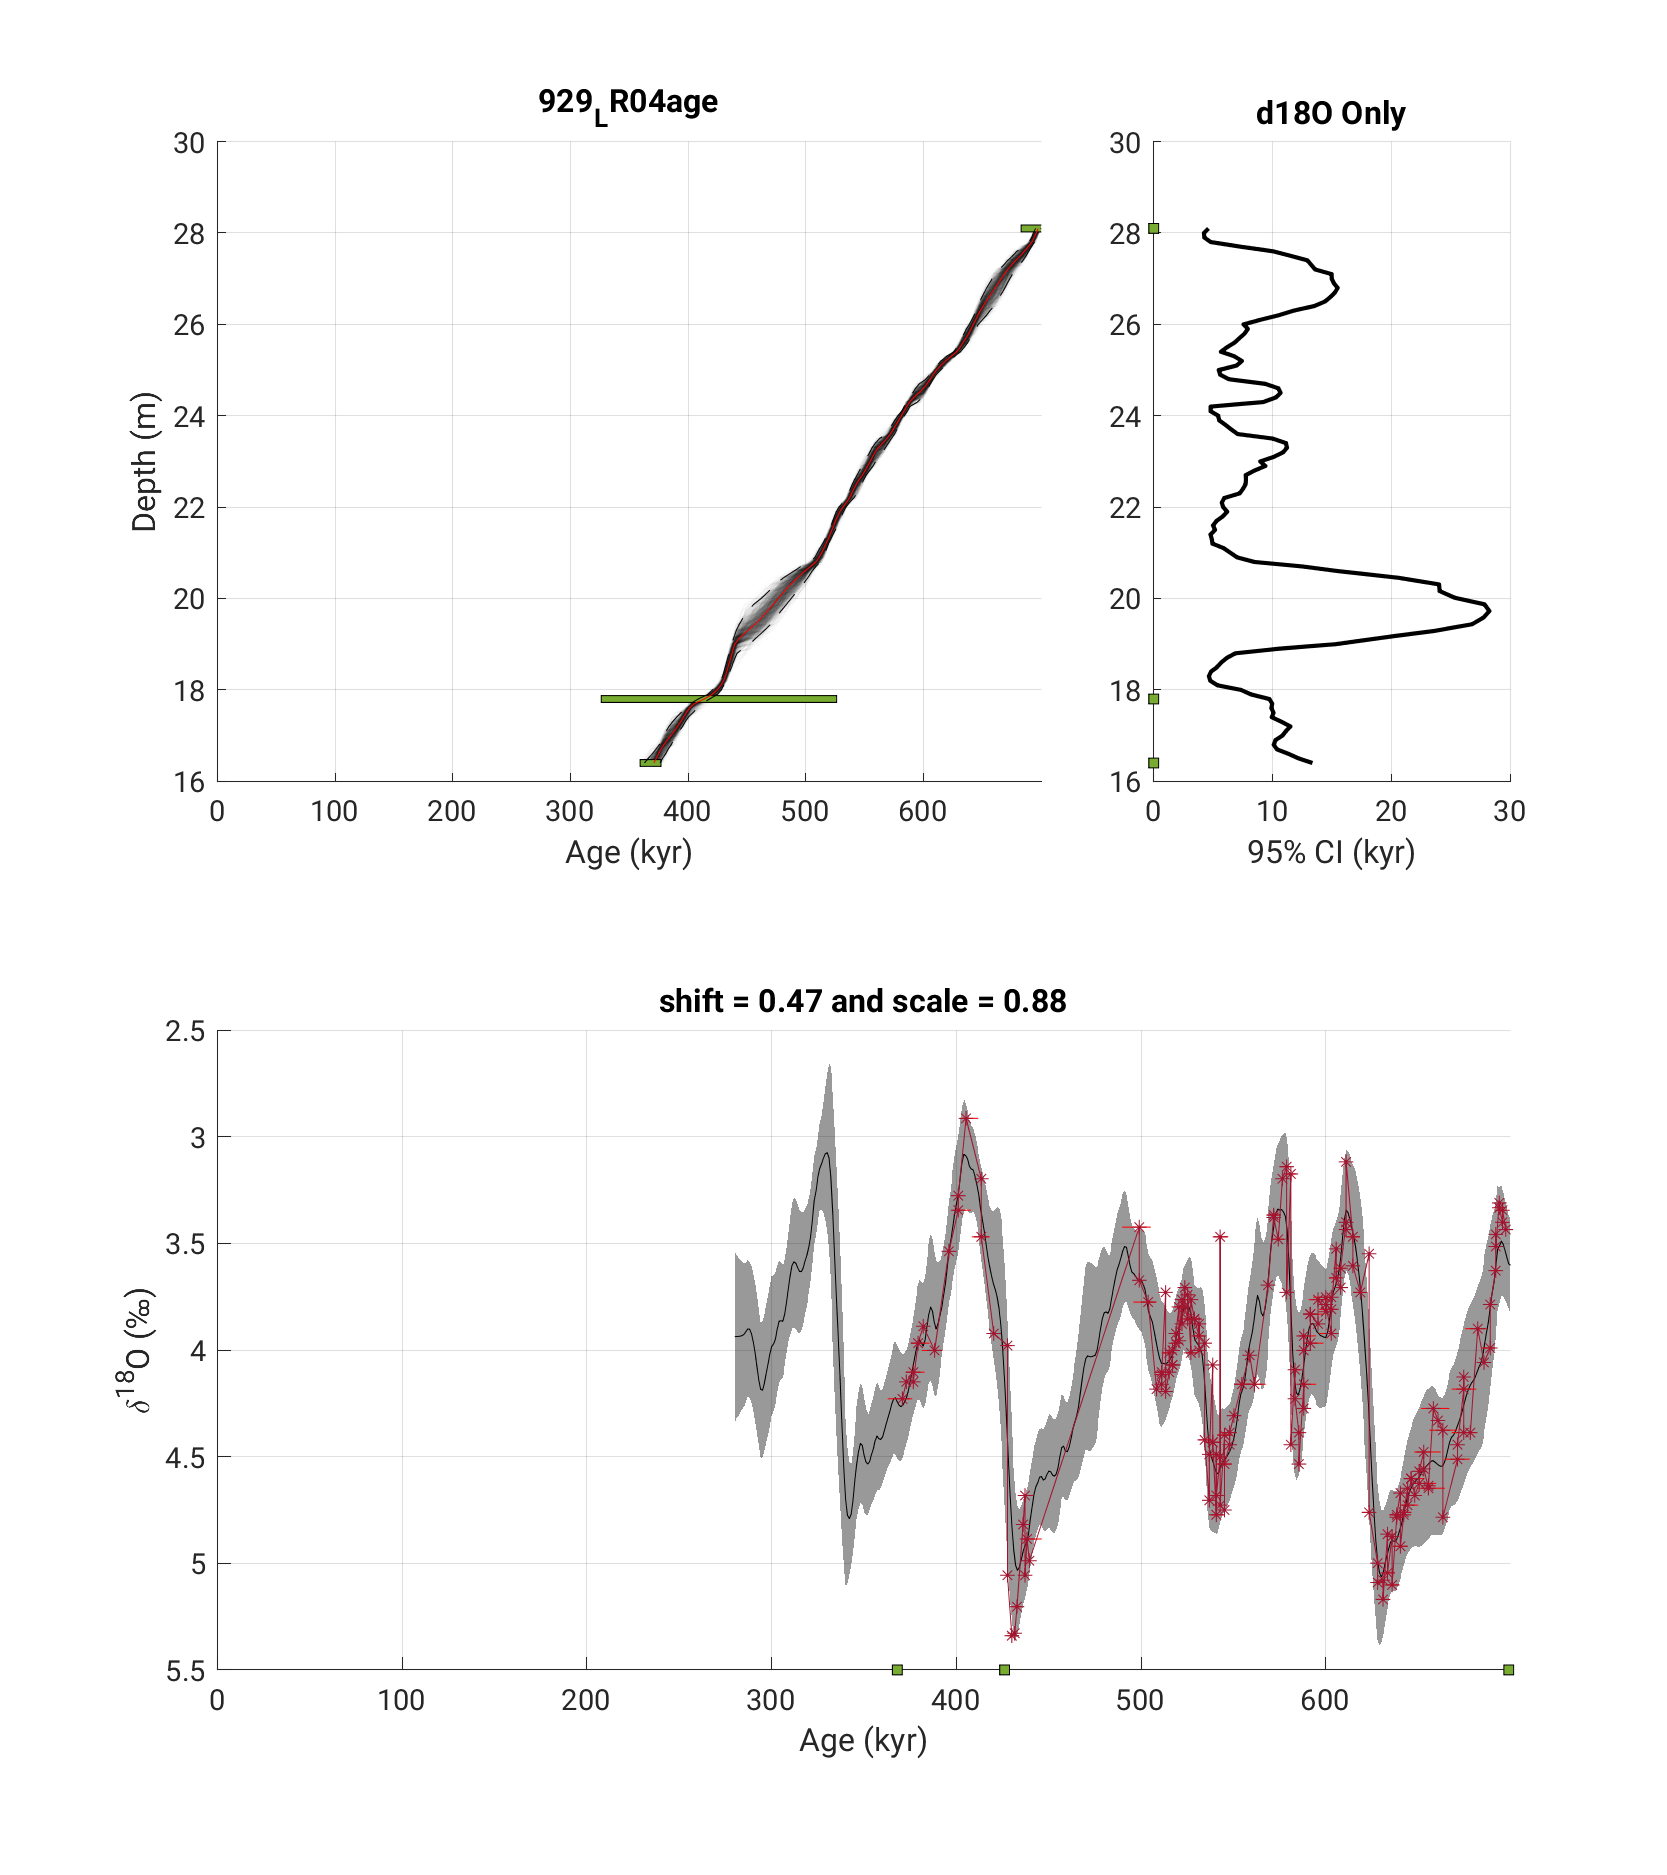 929_LR04age
30
28
26
24
22
20
18
16
Depth (m)
0 100 200 300 400 500 600
Age (kyr)
d18O Only
30
28
26
24
22
20
18
16
0 10 20 30
95% CI (kyr)
shift = 0.47 and scale = 0.88
2.5
3
3.5
4
4.5
5
5.5
δ18O (‰)
0 100 200 300 400 500 600
Age (kyr)